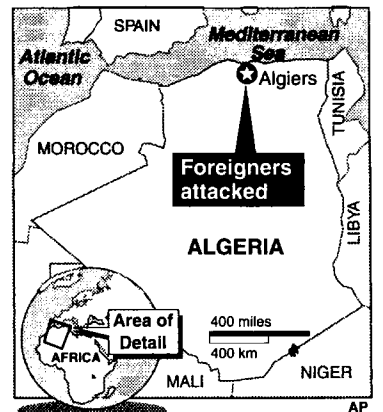 SPAIN
Mediterranean
Sea
Atlantic
Ocean
Algiers
TUNISIA
MOROCCO
Foreigners
attacked
LIBYA
ALGERIA
400 miles
400 km
Area of
Detail
AFRICA
MALI
NIGER
AP